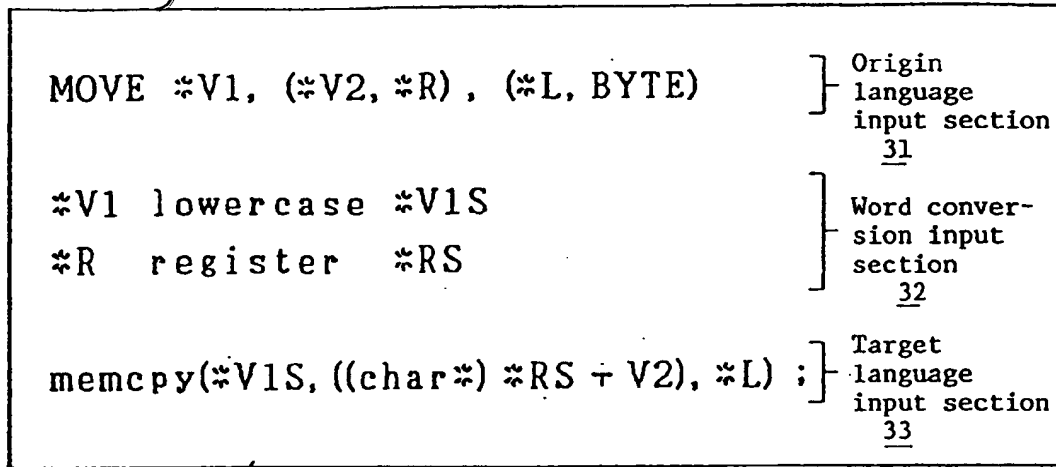 MOVE *V1, (*V2, *R), (*L, BYTE)
Origin
language
input section
31
*V1 lowercase *V1S
*R register *RS
Word conver-
sion input
section
32
memcpy(*V1S, ((char*) *RS + V2), *L) ;
Target
language
input section
33